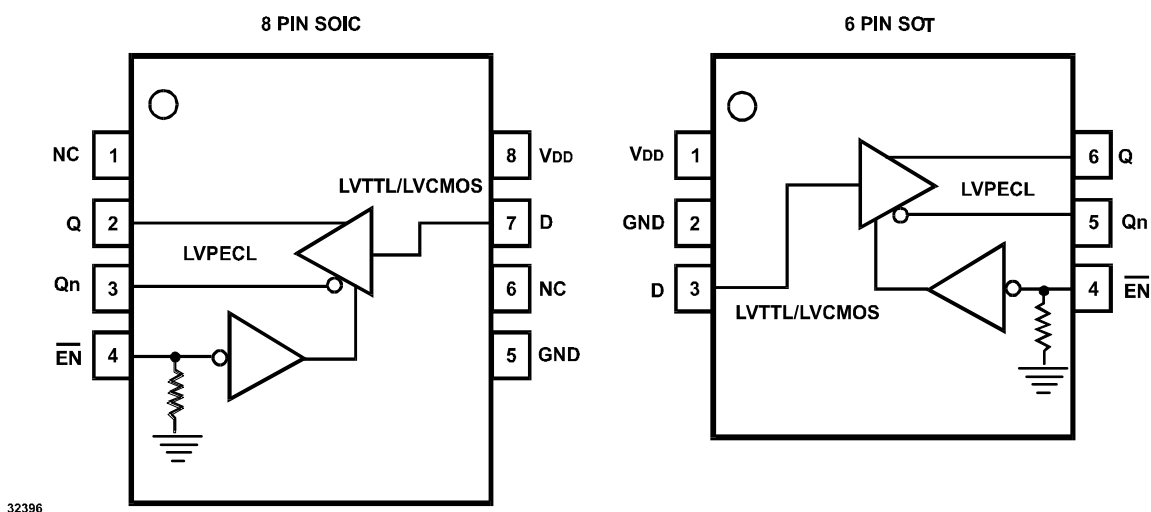 8 PIN SOIC
NC 1
Q 2
Qn 3
EN 4
8 VDD
7 D
6 NC
5 GND
LVTTL/LVCMOS
LVPECL
6 PIN SOT
VDD 1
GND 2
D 3
6 Q
5 Qn
4 EN
LVPECL
LVTTL/LVCMOS
32396